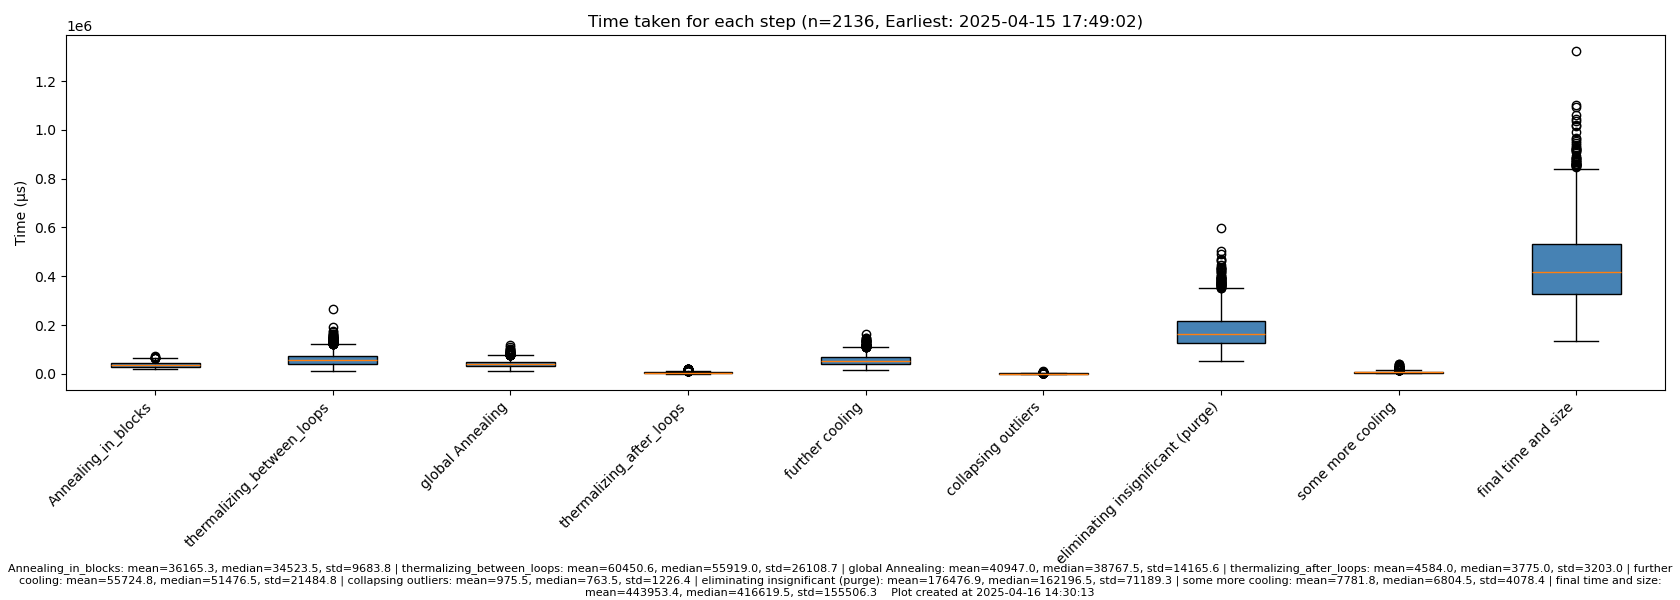 Time taken for each step (n=2136, Earliest: 2025-04-15 17:49:02)
1e6
1.2
1.0
0.8
0.6
0.4
0.2
0.0
Time (µs)
Annealing_in_blocks
thermalizing_between_loops
global Annealing
thermalizing_after_loops
further cooling
collapsing outliers
eliminating insignificant (purge)
some more cooling
final time and size
Annealing_in_blocks: mean=36165.3, median=34523.5, std=9683.8 | thermalizing_between_loops: mean=60450.6, median=55919.0, std=26108.7 | global Annealing: mean=40947.0, median=38767.5, std=14165.6 | thermalizing_after_loops: mean=4584.0, median=3775.0, std=3203.0 | further
cooling: mean=55724.8, median=51476.5, std=21484.8 | collapsing outliers: mean=975.5, median=763.5, std=1226.4 | eliminating insignificant (purge): mean=176476.9, median=162196.5, std=71189.3 | some more cooling: mean=7781.8, median=6804.5, std=4078.4 | final time and size:
mean=443953.4, median=416619.5, std=155506.3    Plot created at 2025-04-16 14:30:13